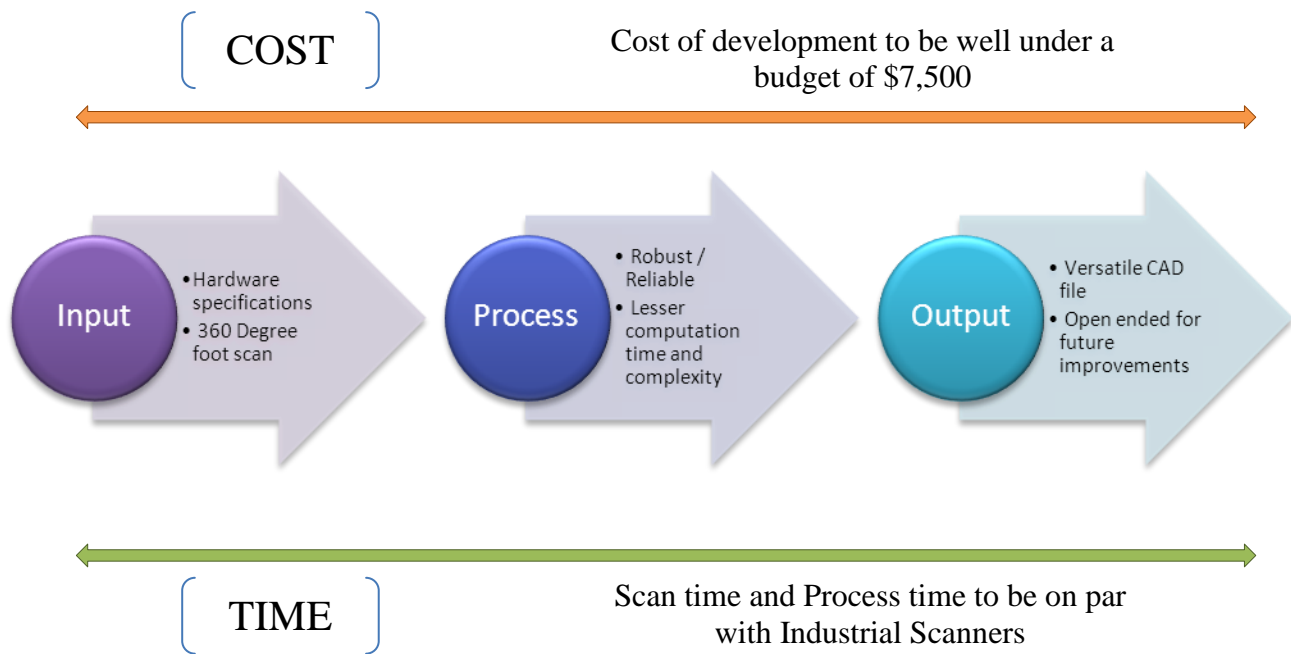 COST
Cost of development to be well under a
budget of $7,500
Input
•Hardware
specifications
• 360 Degree
foot scan
Process
• Robust /
Reliable
• Lesser
computation
time and
complexity
Output
• Versatile CAD
file
• Open ended for
future
improvements
TIME
Scan time and Process time to be on par
with Industrial Scanners